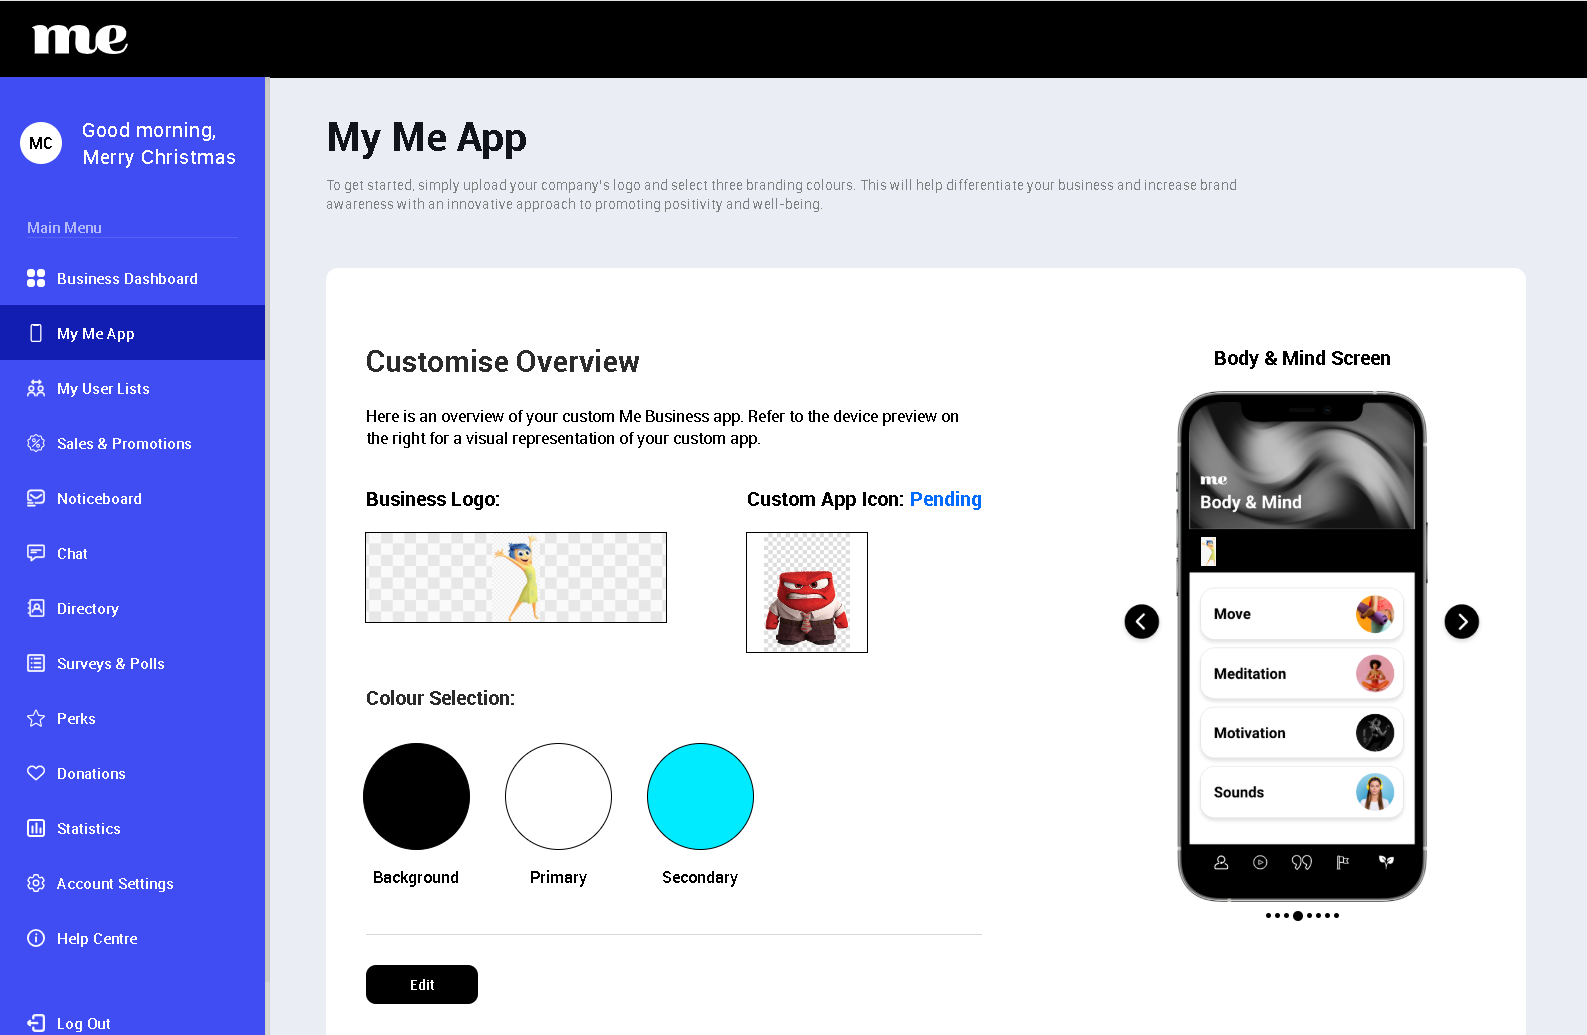 me
MC
Good morning,
Merry Christmas
Main Menu
Business Dashboard
My Me App
My User Lists
Sales & Promotions
Noticeboard
Chat
Directory
Surveys & Polls
Perks
Donations
Statistics
Account Settings
Help Centre
Log Out
My Me App
To get started, simply upload your company's logo and select three branding colours. This will help differentiate your business and increase brand
awareness with an innovative approach to promoting positivity and well-being.
Customise Overview
Here is an overview of your custom Me Business app. Refer to the device preview on
the right for a visual representation of your custom app.
Business Logo:
Custom App Icon: Pending
Colour Selection:
Background
Primary
Secondary
Edit
Body & Mind Screen
me
Body & Mind
Move
Meditation
Motivation
Sounds